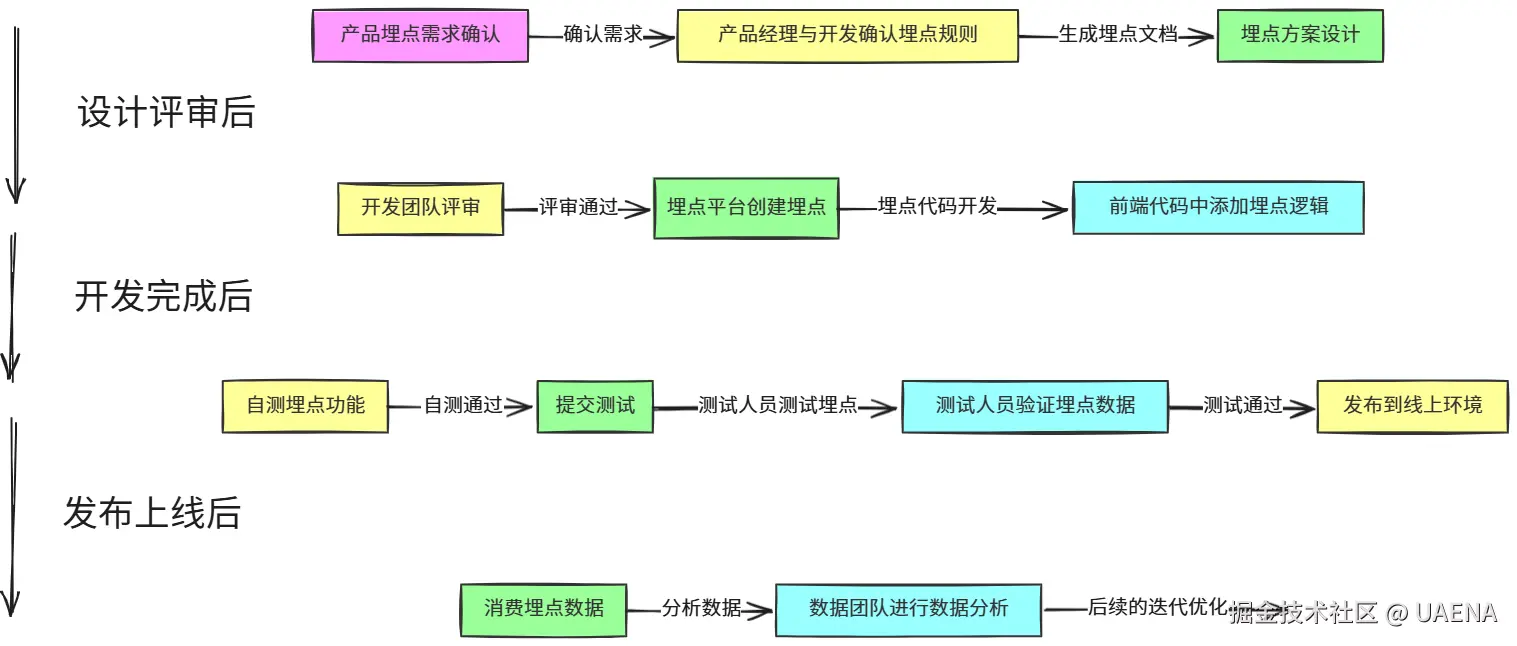 产品埋点需求确认
确认需求
产品经理与开发确认埋点规则
生成埋点文档
埋点方案设计
设计评审后
开发团队评审
评审通过
埋点平台创建埋点
埋点代码开发
前端代码中添加埋点逻辑
开发完成后
自测埋点功能
自测通过
提交测试
测试人员测试埋点
测试人员验证埋点数据
测试通过
发布到线上环境
发布上线后
消费埋点数据
分析数据
数据团队进行数据分析
后续的迭代优化
掘金技术社区 @ UAENA